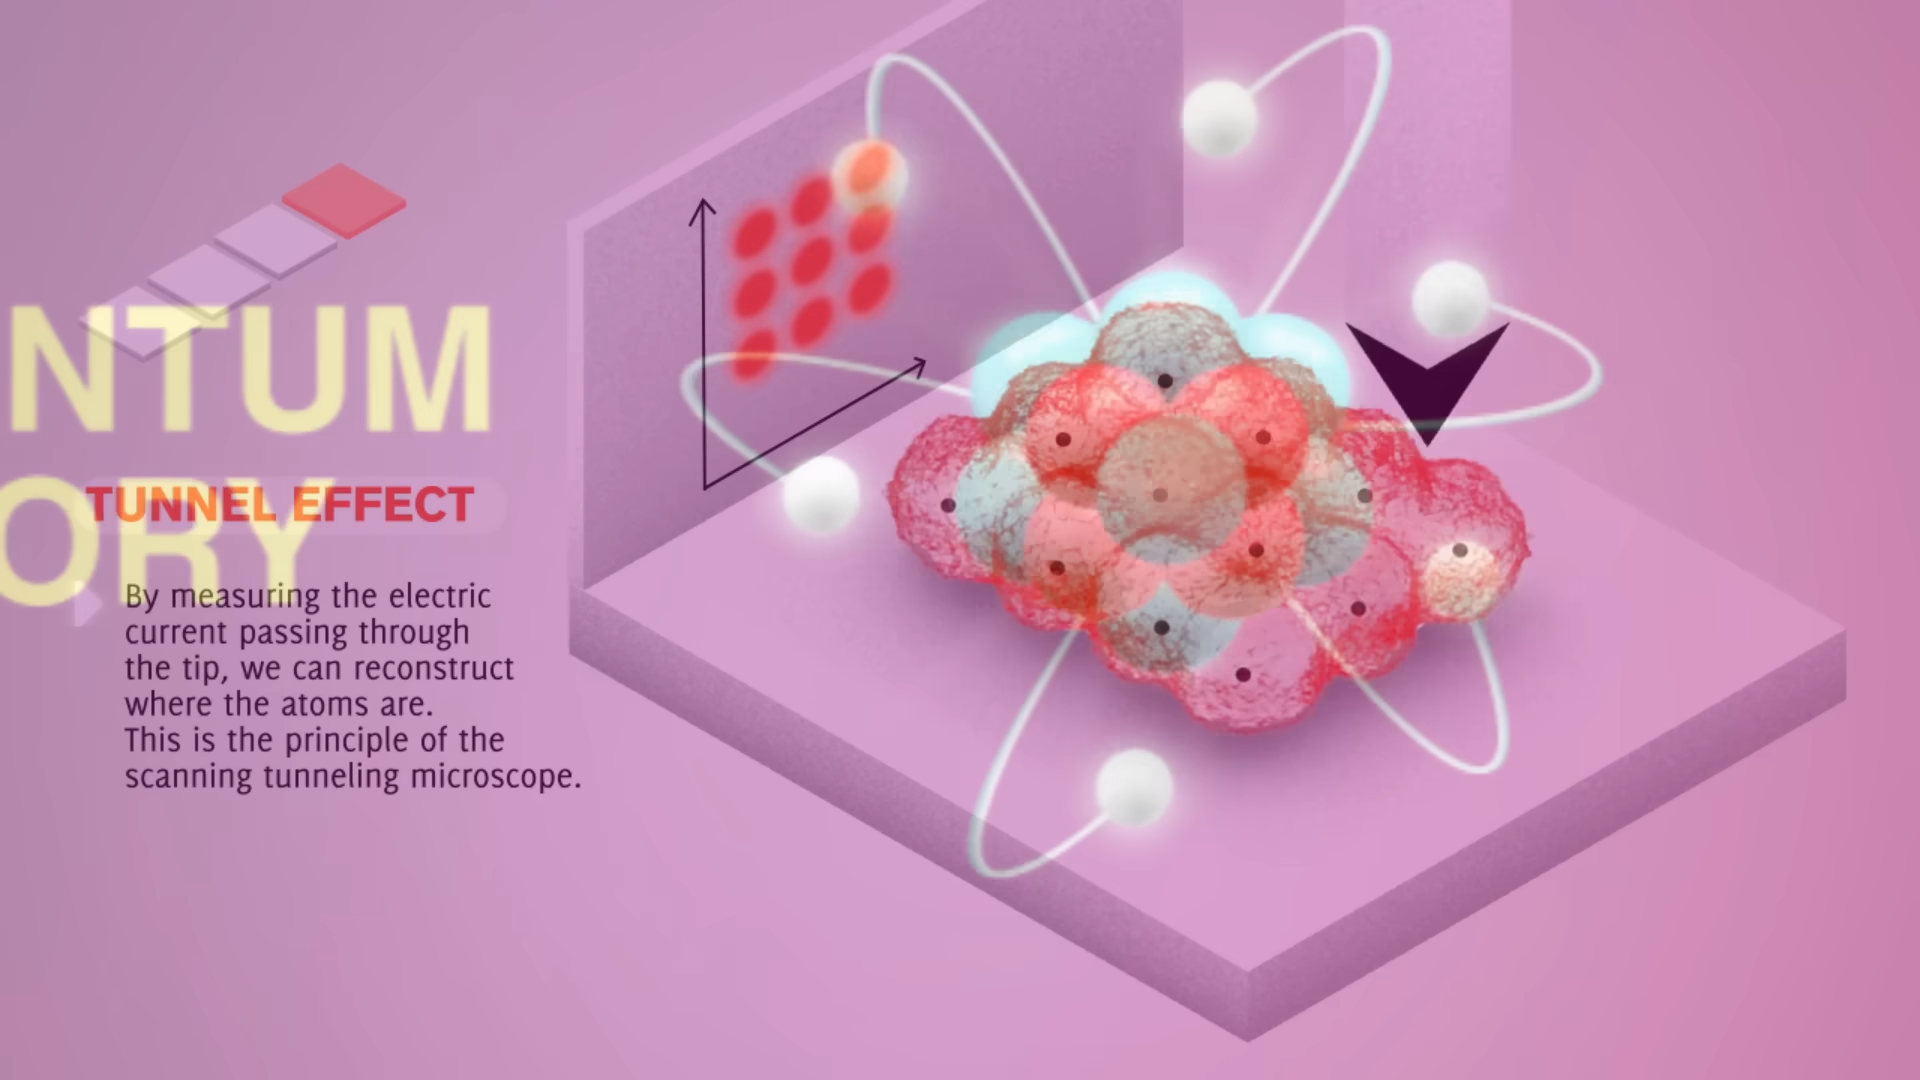 NTUM
ORY
TUNNEL EFFECT
By measuring the electric
current passing through
the tip, we can reconstruct
where the atoms are.
This is the principle of the
scanning tunneling microscope.